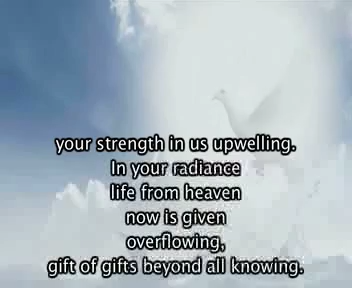 your strength in us upwelling.
In your radiance
life from heaven
now is given
overflowing,
gift of gifts beyond all knowing.